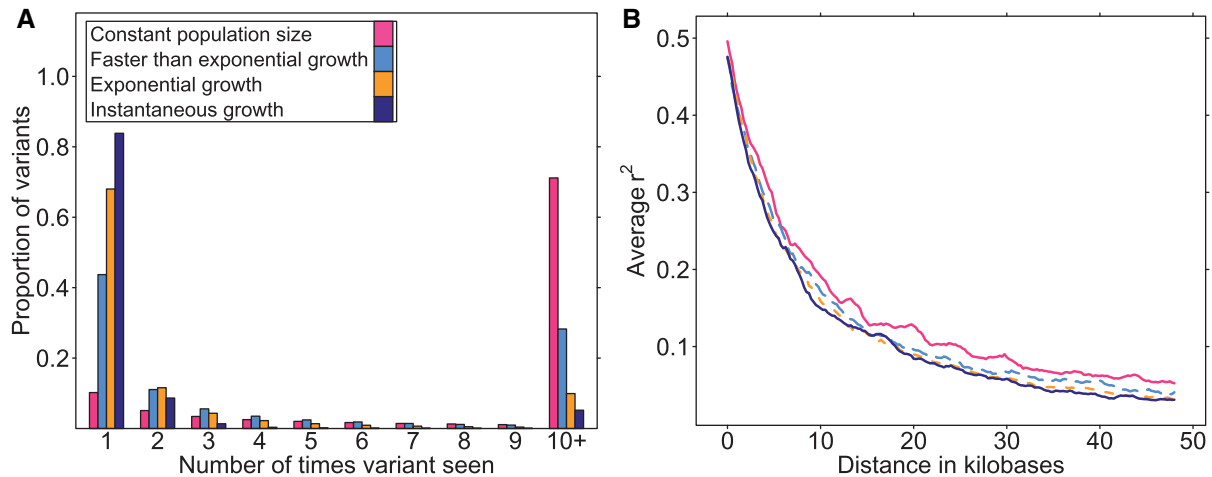 A
Constant population size
Faster than exponential growth
Exponential growth
Instantaneous growth
1.0
0.8
0.6
0.4
0.2
Proportion of variants
1 2 3 4 5 6 7 8 9 10+
Number of times variant seen
B
0.5
0.4
0.3
0.2
0.1
Average r²
0 10 20 30 40 50
Distance in kilobases